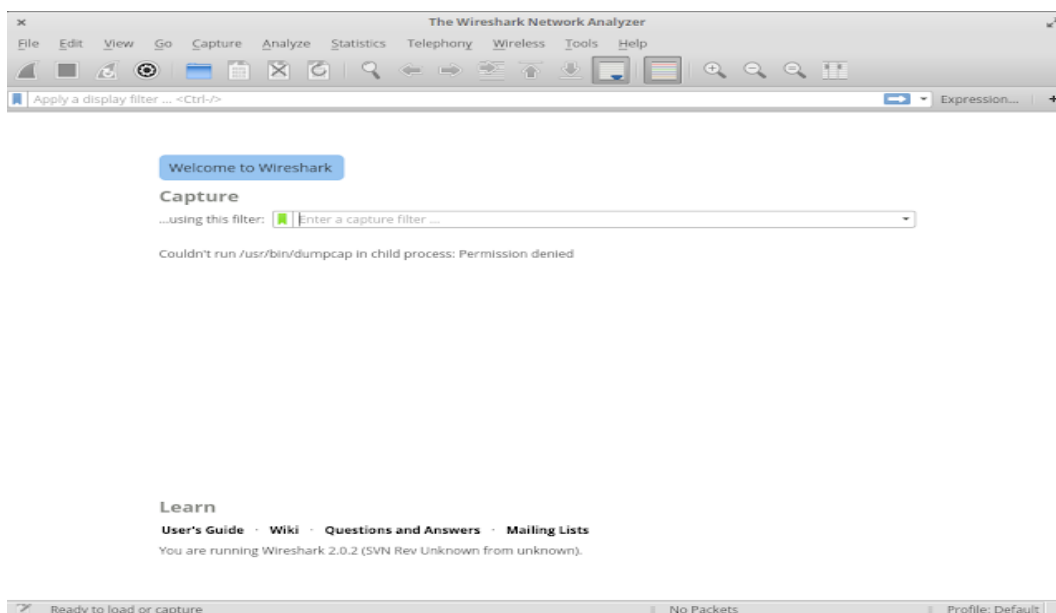 The Wireshark Network Analyzer
File Edit View Go Capture Analyze Statistics Telephony Wireless Tools Help
Apply a display filter ... <Ctrl-/> Expression... +
Welcome to Wireshark
Capture
...using this filter: Enter a capture filter ...
Couldn't run /usr/bin/dumpcap in child process: Permission denied
Learn
User's Guide · Wiki · Questions and Answers · Mailing Lists
You are running Wireshark 2.0.2 (SVN Rev Unknown from unknown).
Ready to load or capture No Packets Profile: Default